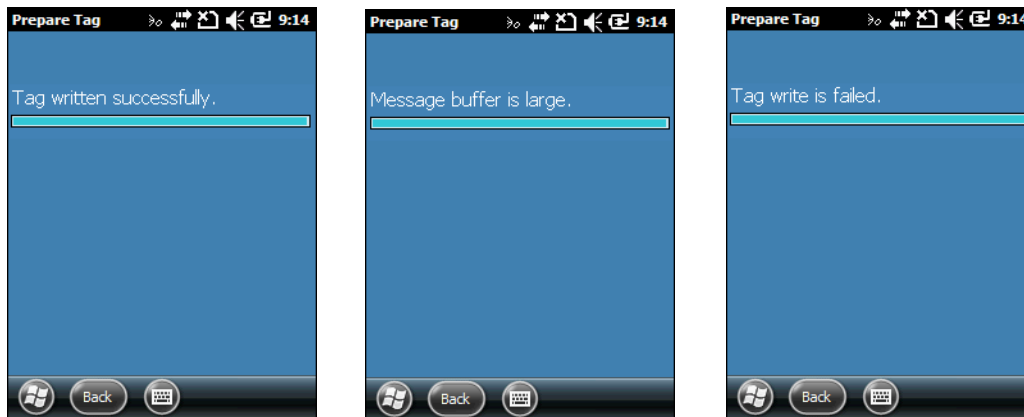 Prepare Tag 9:14
Tag written successfully.
Back
Prepare Tag 9:14
Message buffer is large.
Back
Prepare Tag 9:14
Tag write is failed.
Back